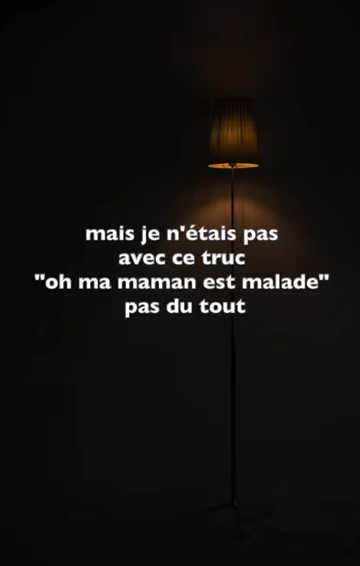 mais je n'étais pas
avec ce truc
"oh ma maman est malade"
pas du tout